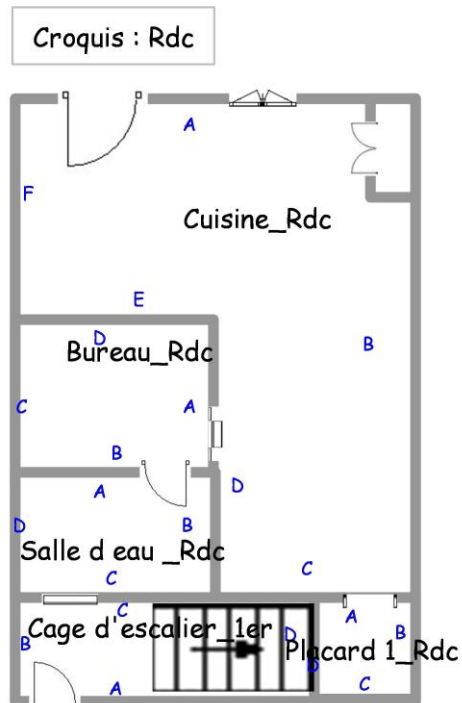 Croquis : Rdc
A
F
Cuisine_Rdc
E
D
B
Bureau_Rdc
C
A
B
A
D
D
B
Salle d eau _Rdc
C
C
C
A
Cage d'escalier_1er
D
B
B
Placard 1_Rdc
D
A
C